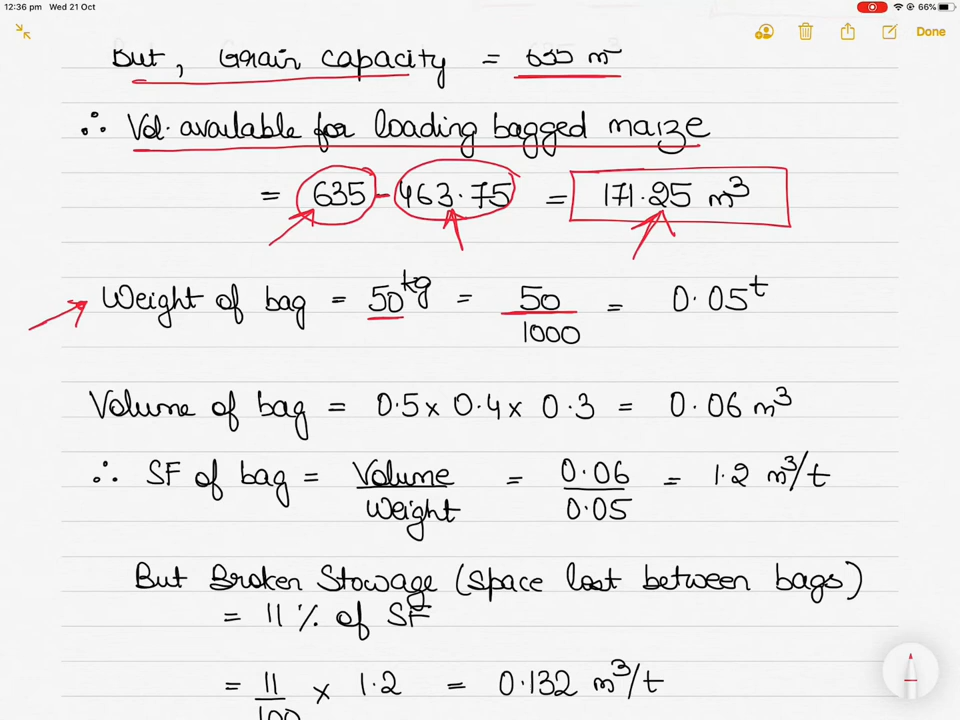 12:36 PM Wed 21 Oct
66%
Done
But, Grain capacity = 635 m³
∴ Vol. available for loading bagged maize
= 635 - 463.75 = 171.25 m³
Weight of bag = 50kg = 50/1000 = 0.05t
Volume of bag = 0.5 x 0.4 x 0.3 = 0.06 m³
∴ SF of bag = Volume/Weight = 0.06/0.05 = 1.2 m³/t
But Broken Stowage (Space lost between bags)
= 11 % of SF
= 11/100 x 1.2 = 0.132 m³/t